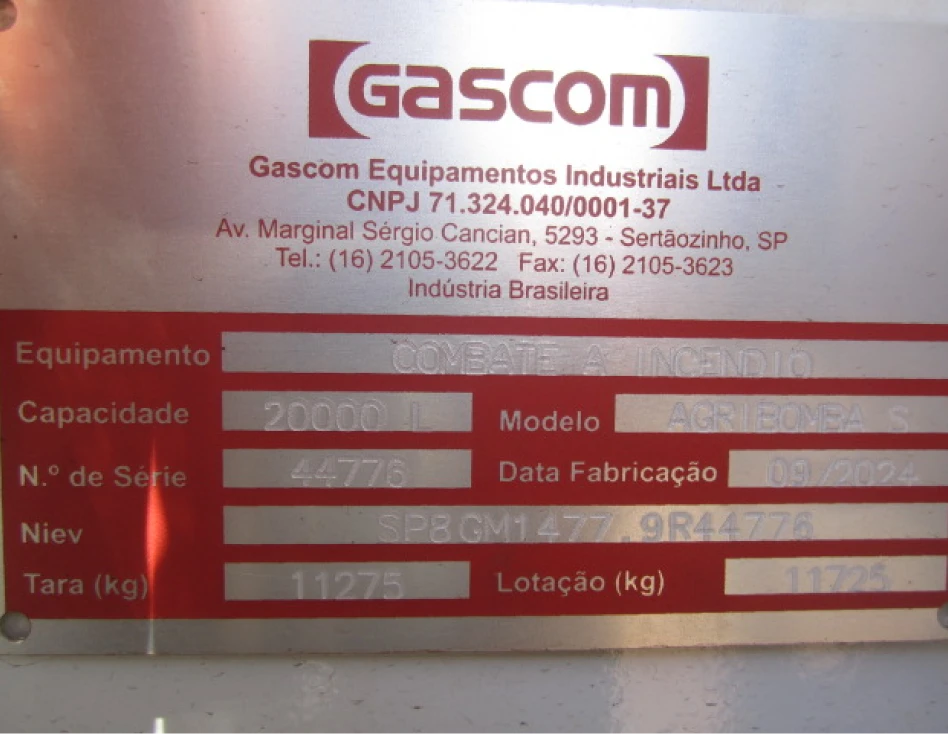 Gascom
Gascom Equipamentos Industriais Ltda
CNPJ 71.324.040/0001-37
Av. Marginal Sérgio Cancian, 5293 - Sertãozinho, SP
Tel.: (16) 2105-3622 Fax: (16) 2105-3623
Indústria Brasileira
Equipamento COMBATE A INCENDIO
Capacidade 20000 L Modelo AGRIBOMBA S
N.º de Série 44776 Data Fabricação 09/2024
Niev SPBGM1477.9R44776
Tara (kg) 11275 Lotação (kg) 11725